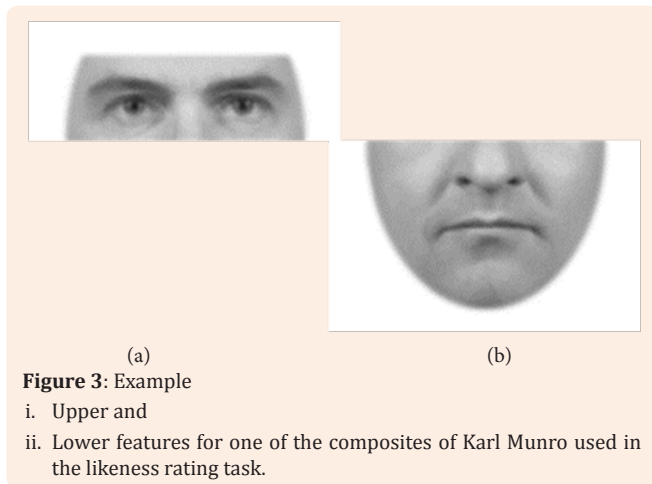 (a) (b)
Figure 3: Example
i. Upper and
ii. Lower features for one of the composites of Karl Munro used in
the likeness rating task.